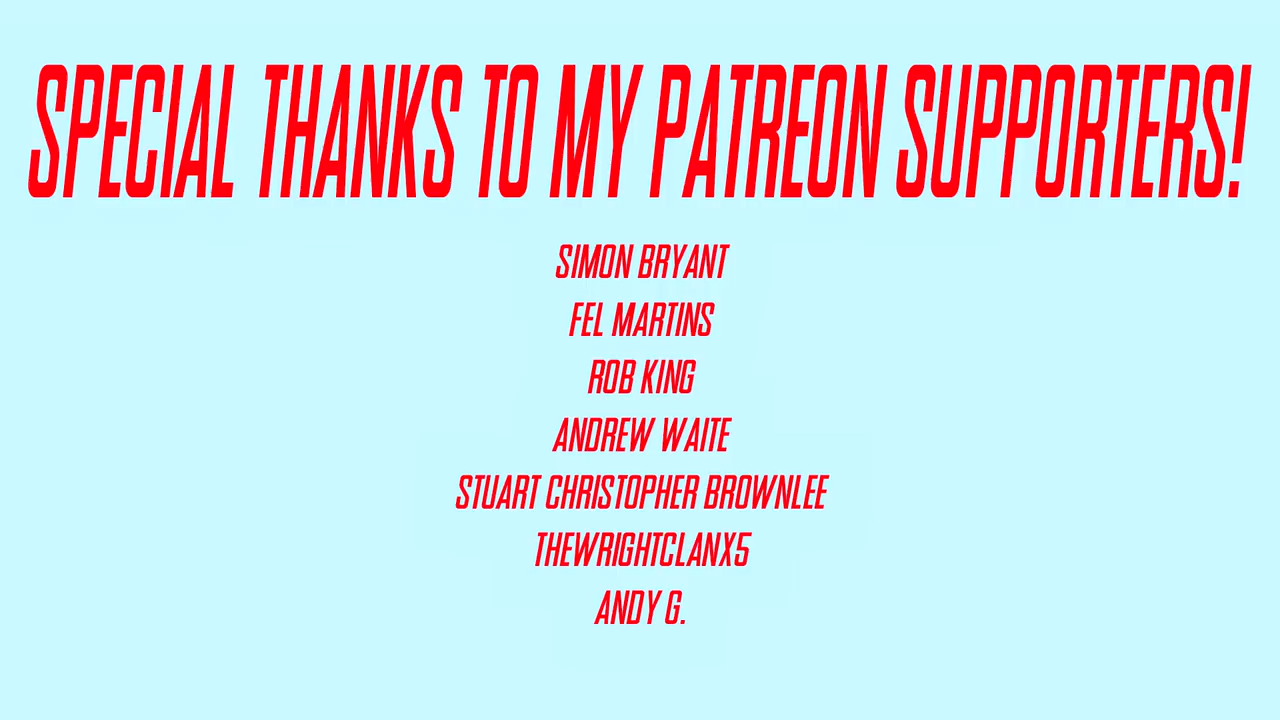 SPECIAL THANKS TO MY PATREON SUPPORTERS!
SIMON BRYANT
FEL MARTINS
ROB KING
ANDREW WAITE
STUART CHRISTOPHER BROWNLEE
THEWRIGHTCLANX5
ANDY G.